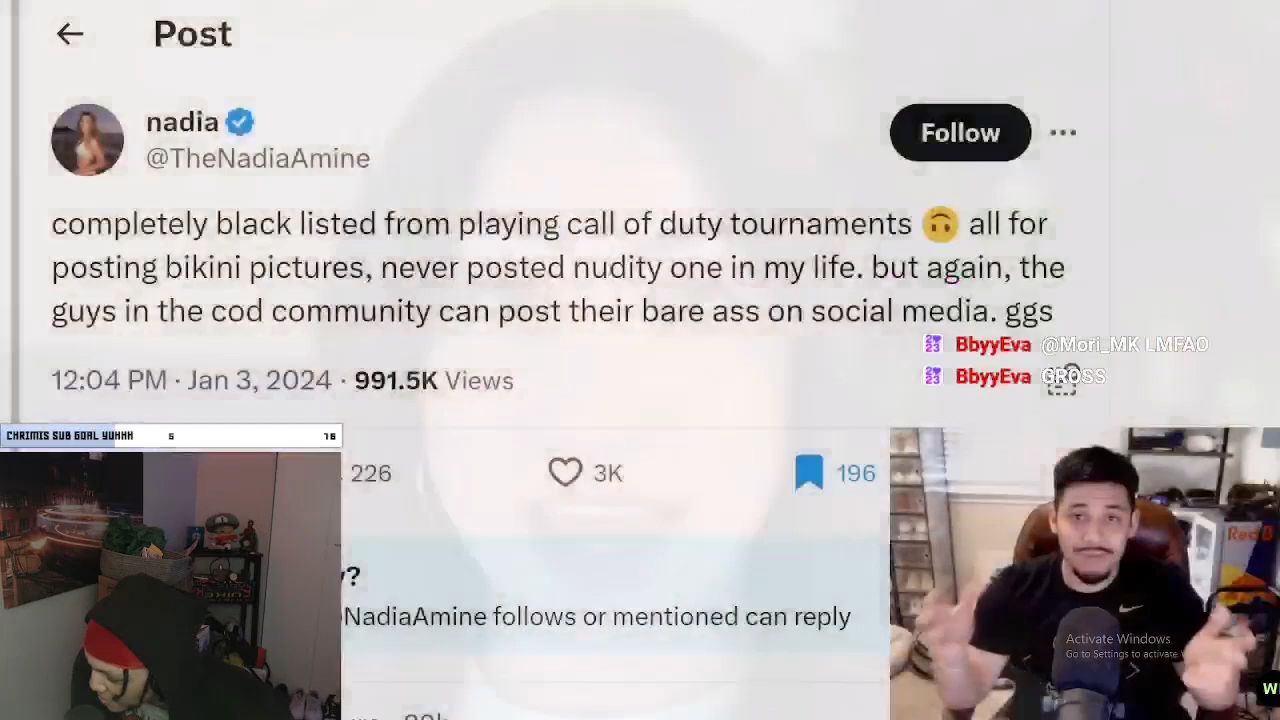 Post
nadia
@TheNadiaAmine
Follow
completely black listed from playing call of duty tournaments 🙃 all for
posting bikini pictures, never posted nudity one in my life. but again, the
guys in the cod community can post their bare ass on social media. ggs
BbyyEva @Mori_MK LMFAO
BbyyEva GROSS
12:04 PM · Jan 3, 2024 · 991.5K Views
CHRIMIS SUB GOAL YUHHH 5 16
226 3K 196
?
NadiaAmine follows or mentioned can reply
Red B
Activate Windows
Go to Settings to activate